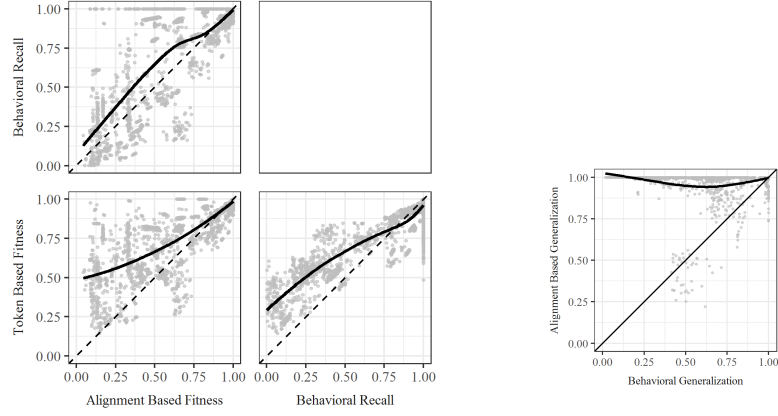 1.00
0.75
0.50
0.25
0.00
Behavioral Recall
1.00
0.75
0.50
0.25
0.00
Token Based Fitness
0.00 0.25 0.50 0.75 1.00
Alignment Based Fitness
0.00 0.25 0.50 0.75 1.00
Behavioral Recall
1.00
0.75
0.50
0.25
0.00
Alignment Based Generalization
0.00 0.25 0.50 0.75 1.00
Behavioral Generalization